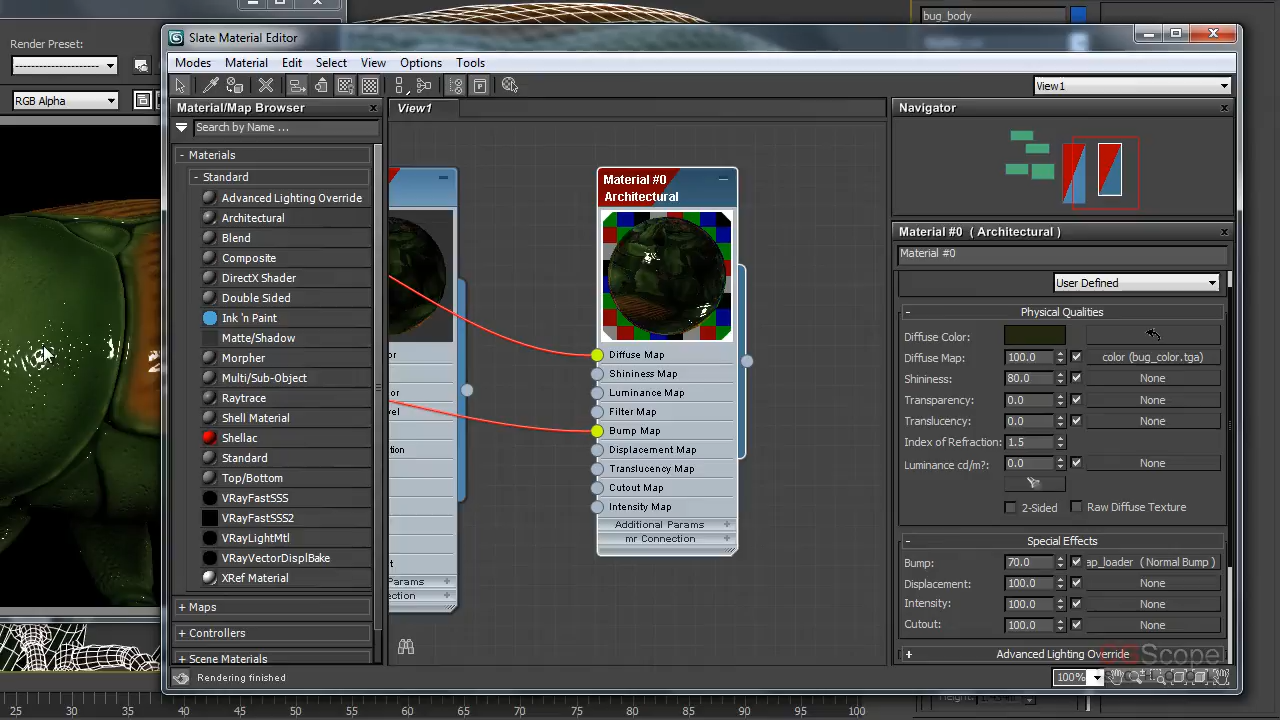 bug_body
Render Preset:
RGB Alpha
Slate Material Editor
Modes Material Edit Select View Options Tools
View1
Material/Map Browser
Search by Name ...
- Materials
- Standard
Advanced Lighting Override
Architectural
Blend
Composite
DirectX Shader
Double Sided
Ink 'n Paint
Matte/Shadow
Morpher
Multi/Sub-Object
Raytrace
Shell Material
Shellac
Standard
Top/Bottom
VRayFastSSS
VRayFastSSS2
VRayLightMtl
VRayVectorDisplBake
XRef Material
+ Maps
+ Controllers
+ Scene Materials
Rendering finished
View1
Material #0
Architectural
Diffuse Map
Shininess Map
Luminance Map
Filter Map
Bump Map
Displacement Map
Translucency Map
Cutout Map
Intensity Map
Additional Params +
mr Connection +
Navigator
Material #0 ( Architectural )
Material #0
User Defined
- Physical Qualities
Diffuse Color:
Diffuse Map: 100.0 color (bug_color.tga)
Shininess: 80.0 None
Transparency: 0.0 None
Translucency: 0.0 None
Index of Refraction: 1.5
Luminance cd/m?: 0.0 None
2-Sided Raw Diffuse Texture
- Special Effects
Bump: 70.0 ap_loader ( Normal Bump )
Displacement: 100.0 None
Intensity: 100.0 None
Cutout: 100.0 None
+ Advanced Lighting Override
CGScope
100%
25 30 35 40 45 50 55 60 65 70 75 80 85 90 95 100